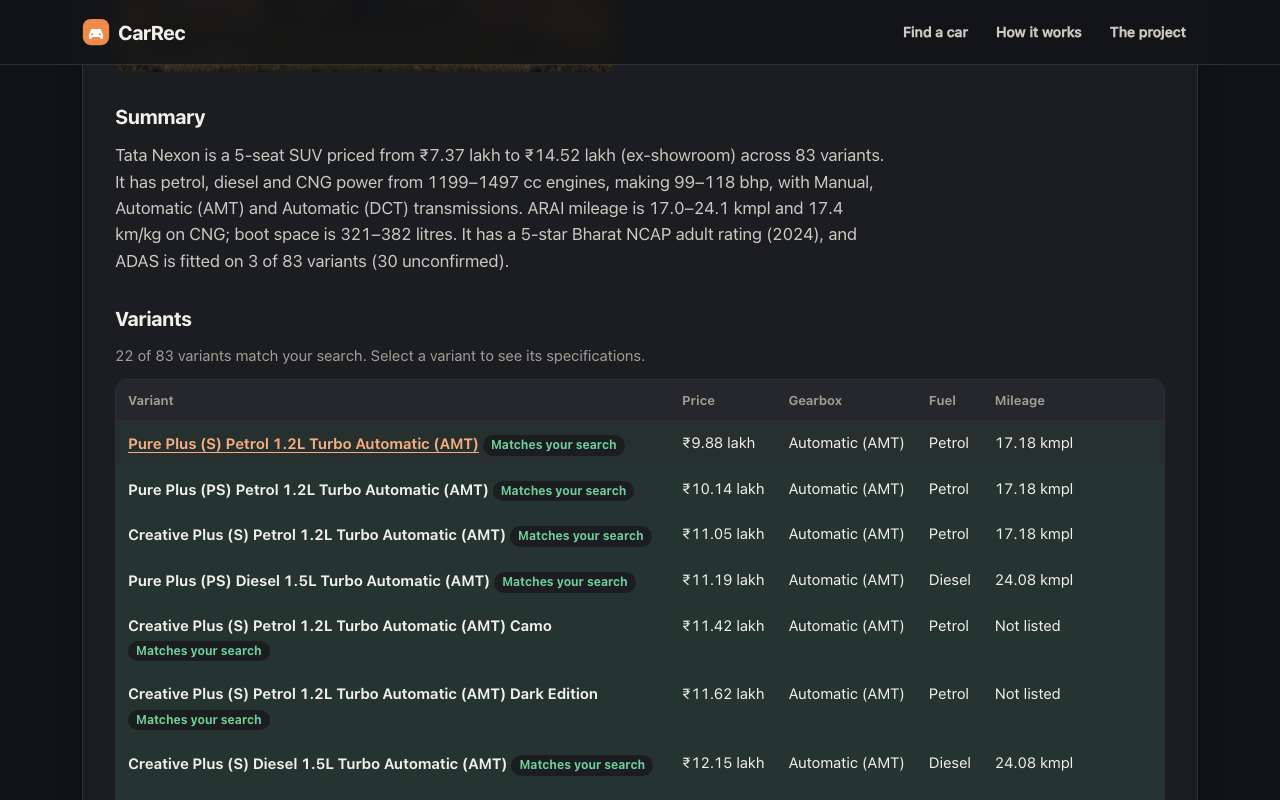 CarRec
Find a car
How it works
The project
Summary
Tata Nexon is a 5-seat SUV priced from ₹7.37 lakh to ₹14.52 lakh (ex-showroom) across 83 variants.
It has petrol, diesel and CNG power from 1199–1497 cc engines, making 99–118 bhp, with Manual,
Automatic (AMT) and Automatic (DCT) transmissions. ARAI mileage is 17.0–24.1 kmpl and 17.4
km/kg on CNG; boot space is 321–382 litres. It has a 5-star Bharat NCAP adult rating (2024), and
ADAS is fitted on 3 of 83 variants (30 unconfirmed).
Variants
22 of 83 variants match your search. Select a variant to see its specifications.
Variant Price Gearbox Fuel Mileage
Pure Plus (S) Petrol 1.2L Turbo Automatic (AMT) Matches your search ₹9.88 lakh Automatic (AMT) Petrol 17.18 kmpl
Pure Plus (PS) Petrol 1.2L Turbo Automatic (AMT) Matches your search ₹10.14 lakh Automatic (AMT) Petrol 17.18 kmpl
Creative Plus (S) Petrol 1.2L Turbo Automatic (AMT) Matches your search ₹11.05 lakh Automatic (AMT) Petrol 17.18 kmpl
Pure Plus (PS) Diesel 1.5L Turbo Automatic (AMT) Matches your search ₹11.19 lakh Automatic (AMT) Diesel 24.08 kmpl
Creative Plus (S) Petrol 1.2L Turbo Automatic (AMT) Camo ₹11.42 lakh Automatic (AMT) Petrol Not listed
Matches your search
Creative Plus (S) Petrol 1.2L Turbo Automatic (AMT) Dark Edition ₹11.62 lakh Automatic (AMT) Petrol Not listed
Matches your search
Creative Plus (S) Diesel 1.5L Turbo Automatic (AMT) Matches your search ₹12.15 lakh Automatic (AMT) Diesel 24.08 kmpl